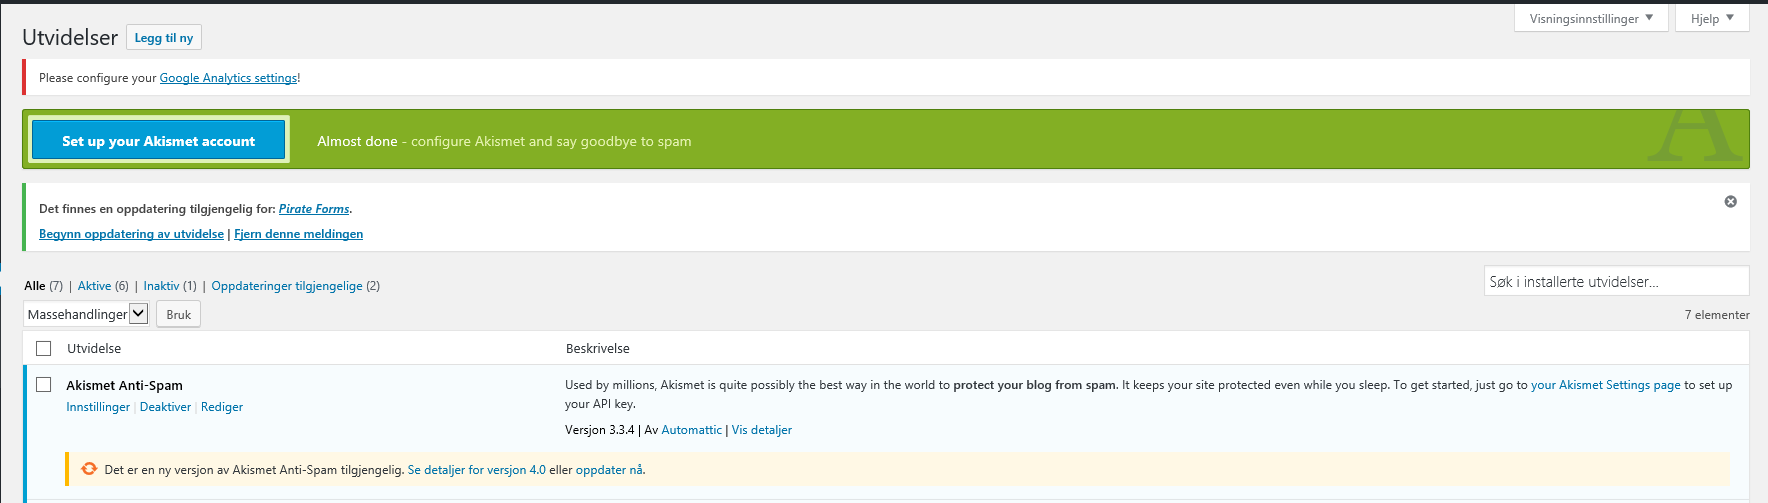 Visningsinnstillinger
Hjelp
Utvidelser Legg til ny
Please configure your Google Analytics settings!
Set up your Akismet account Almost done - configure Akismet and say goodbye to spam
A
Det finnes en oppdatering tilgjengelig for: Pirate Forms.
Begynn oppdatering av utvidelse | Fjern denne meldingen
Alle (7) | Aktive (6) | Inaktiv (1) | Oppdateringer tilgjengelige (2)
Søk i installerte utvidelser...
Massehandlinger Bruk
7 elementer
Utvidelse Beskrivelse
Akismet Anti-Spam
Innstillinger | Deaktiver | Rediger
Used by millions, Akismet is quite possibly the best way in the world to protect your blog from spam. It keeps your site protected even while you sleep. To get started, just go to your Akismet Settings page to set up
your API key.
Versjon 3.3.4 | Av Automattic | Vis detaljer
Det er en ny versjon av Akismet Anti-Spam tilgjengelig. Se detaljer for versjon 4.0 eller oppdater nå.